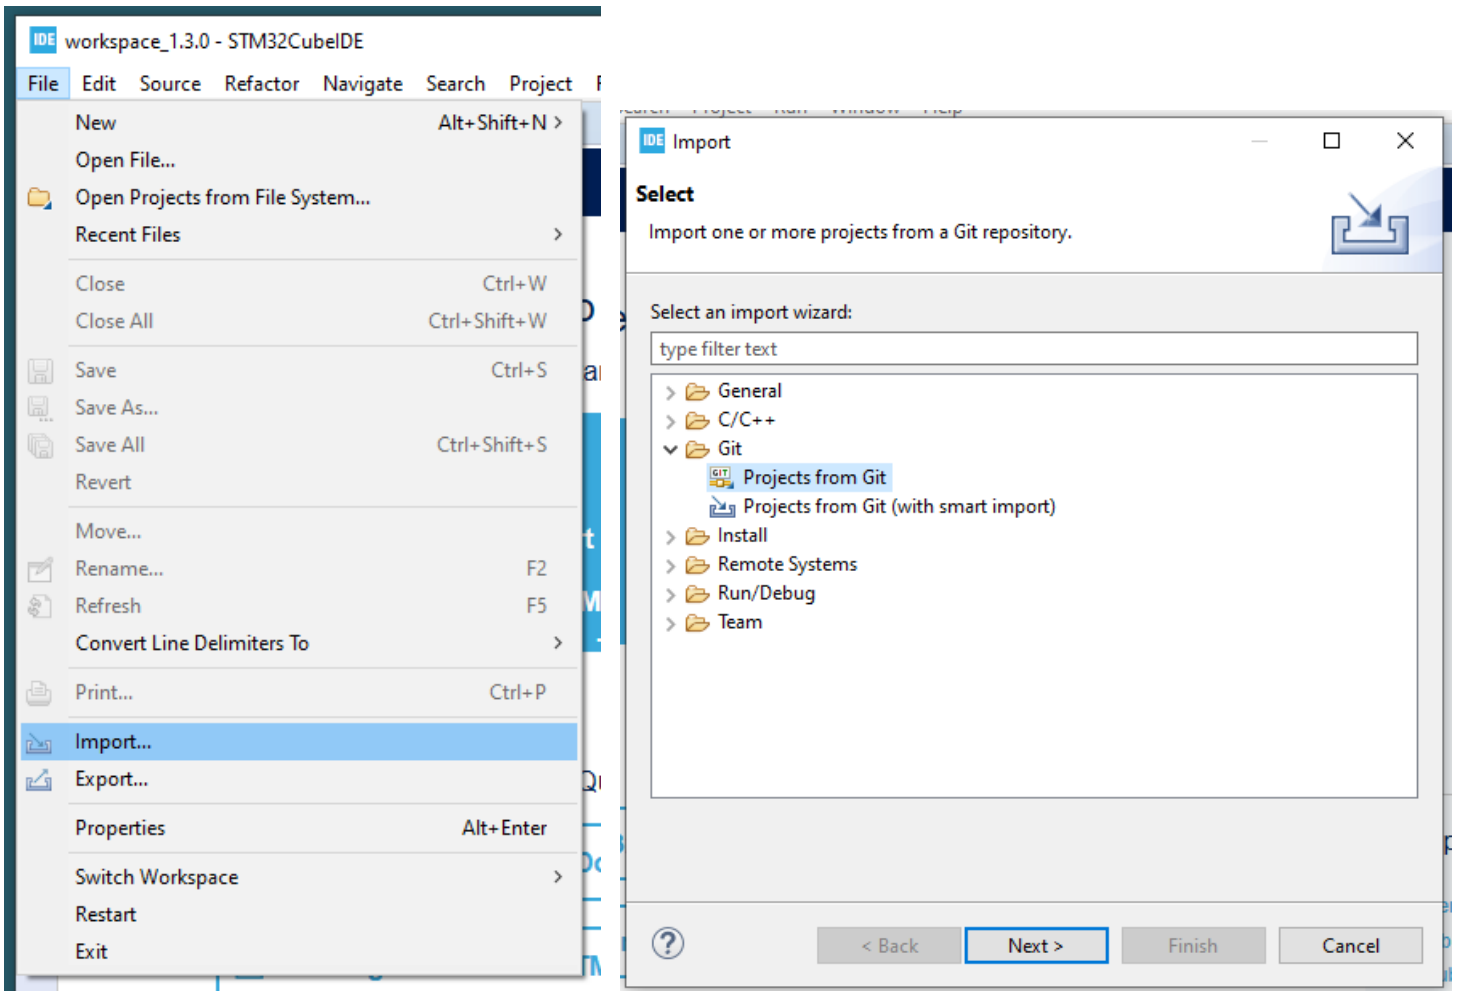 IDE workspace_1.3.0 - STM32CubeIDE
File Edit Source Refactor Navigate Search Project
New Alt+Shift+N >
Open File...
Open Projects from File System...
Recent Files >
Close Ctrl+W
Close All Ctrl+Shift+W
Save Ctrl+S
Save As...
Save All Ctrl+Shift+S
Revert
Move...
Rename... F2
Refresh F5
Convert Line Delimiters To >
Print... Ctrl+P
Import...
Export...
Properties Alt+Enter
Switch Workspace >
Restart
Exit
IDE Import
Select
Import one or more projects from a Git repository.
Select an import wizard:
type filter text
> General
> C/C++
Git
GIT Projects from Git
Projects from Git (with smart import)
> Install
> Remote Systems
> Run/Debug
> Team
? < Back Next > Finish Cancel